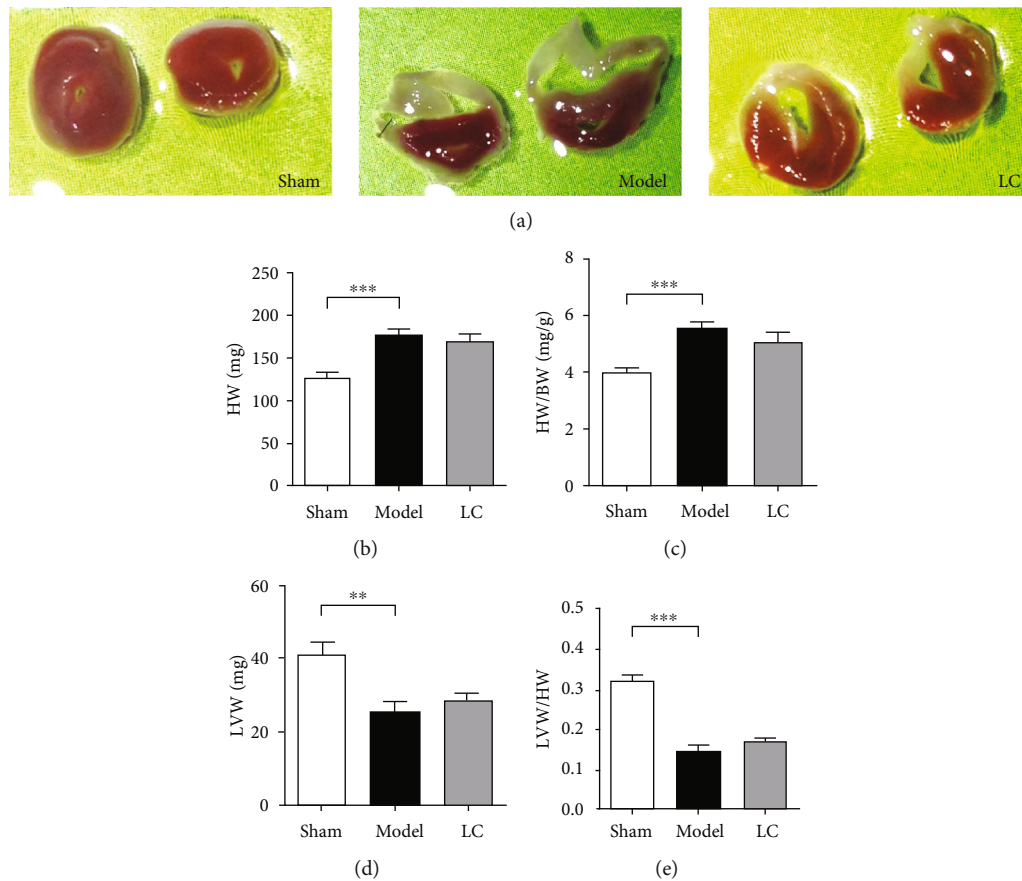 Sham
Model
LC
(a)
HW (mg)
250
200
150
100
50
0
***
Sham Model LC
(b)
HW/BW (mg/g)
8
6
4
2
0
***
Sham Model LC
(c)
LVW (mg)
60
40
20
0
**
Sham Model LC
(d)
LVW/HW
0.5
0.4
0.3
0.2
0.1
0.0
***
Sham Model LC
(e)